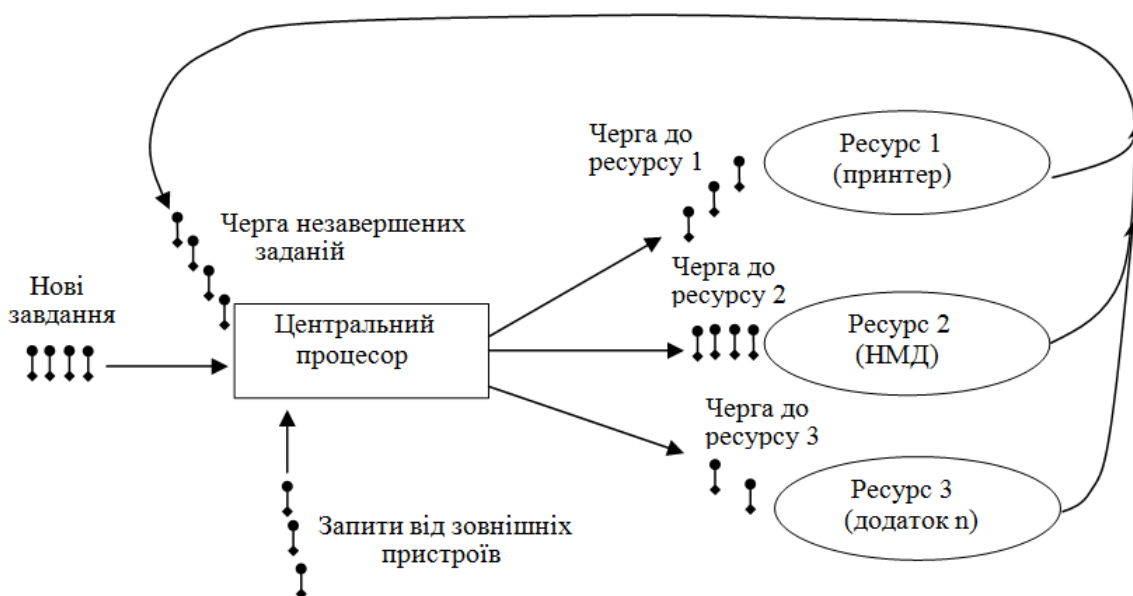 Черга до
ресурсу 1
Ресурс 1
(принтер)
Черга незавершених
заданій
Нові
завдання
Центральний
процесор
Черга до
ресурсу 2
Ресурс 2
(НМД)
Черга до
ресурсу 3
Ресурс 3
(додаток n)
Запити від зовнішніх
пристроїв